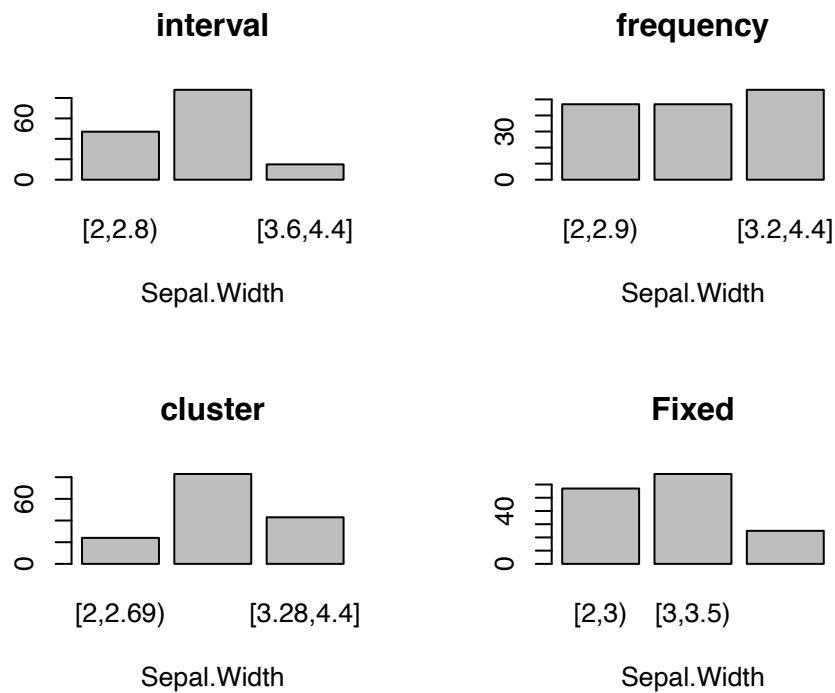 interval
60
0
[2,2.8) [3.6,4.4]
Sepal.Width
frequency
30
0
[2,2.9) [3.2,4.4]
Sepal.Width
cluster
60
0
[2,2.69) [3.28,4.4]
Sepal.Width
Fixed
40
0
[2,3) [3,3.5)
Sepal.Width